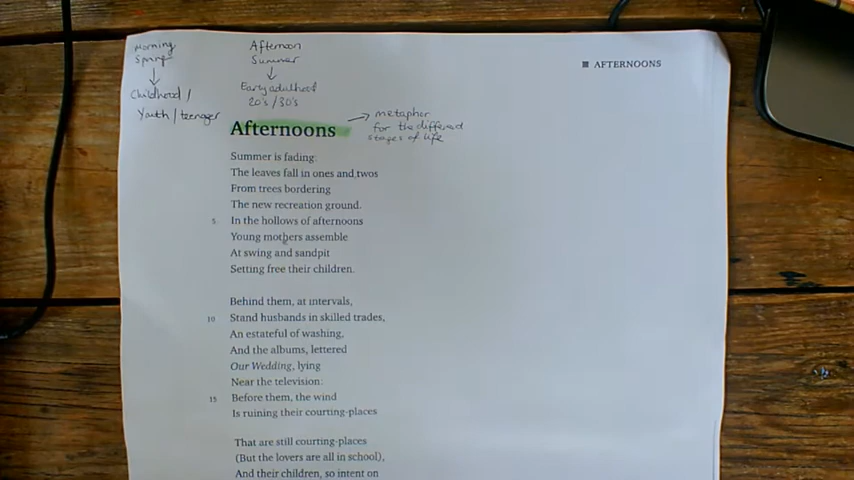 Morning
Spring
↓
Childhood /
Youth / teenager
Afternoon
Summer
↓
Early adulthood
20's / 30's
■ AFTERNOONS
Afternoons
→ metaphor
for the different
stages of life
Summer is fading:
The leaves fall in ones and twos
From trees bordering
The new recreation ground.
5 In the hollows of afternoons
Young mothers assemble
At swing and sandpit
Setting free their children.
Behind them, at intervals,
10 Stand husbands in skilled trades,
An estateful of washing,
And the albums, lettered
Our Wedding, lying
Near the television:
15 Before them, the wind
Is ruining their courting-places
That are still courting-places
(But the lovers are all in school),
And their children, so intent on